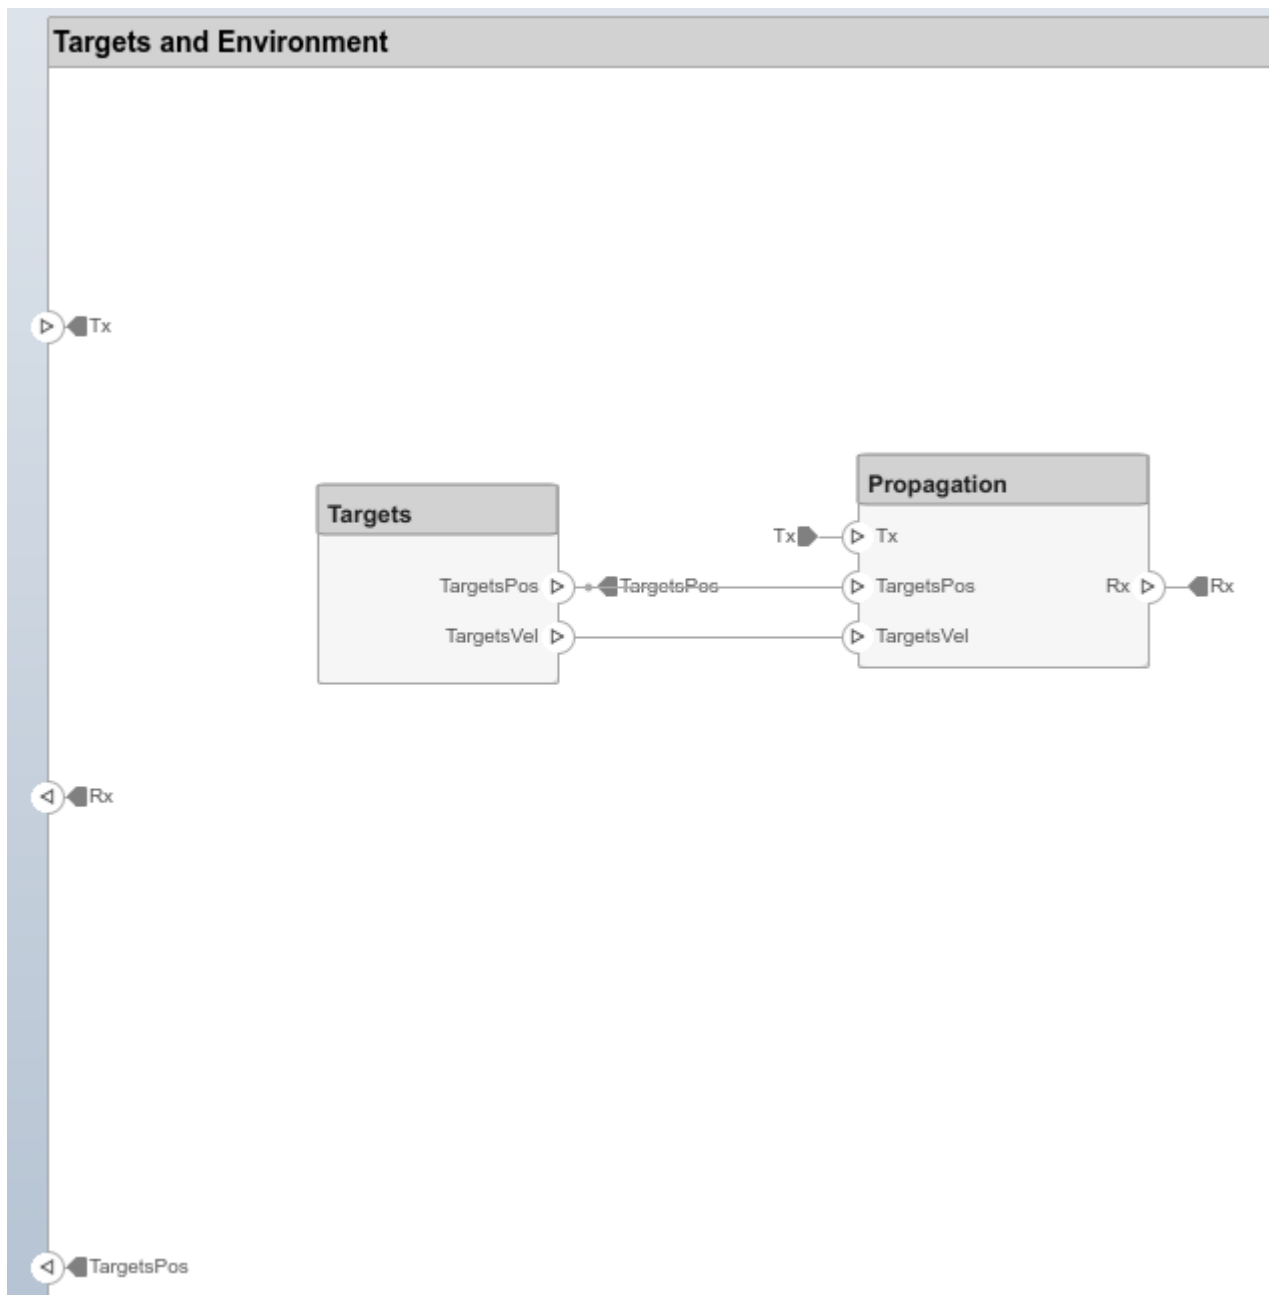 Targets and Environment
Tx
Propagation
Targets
Tx Tx
TargetsPos TargetsPos TargetsPos Rx Rx
TargetsVel TargetsVel
Rx
TargetsPos